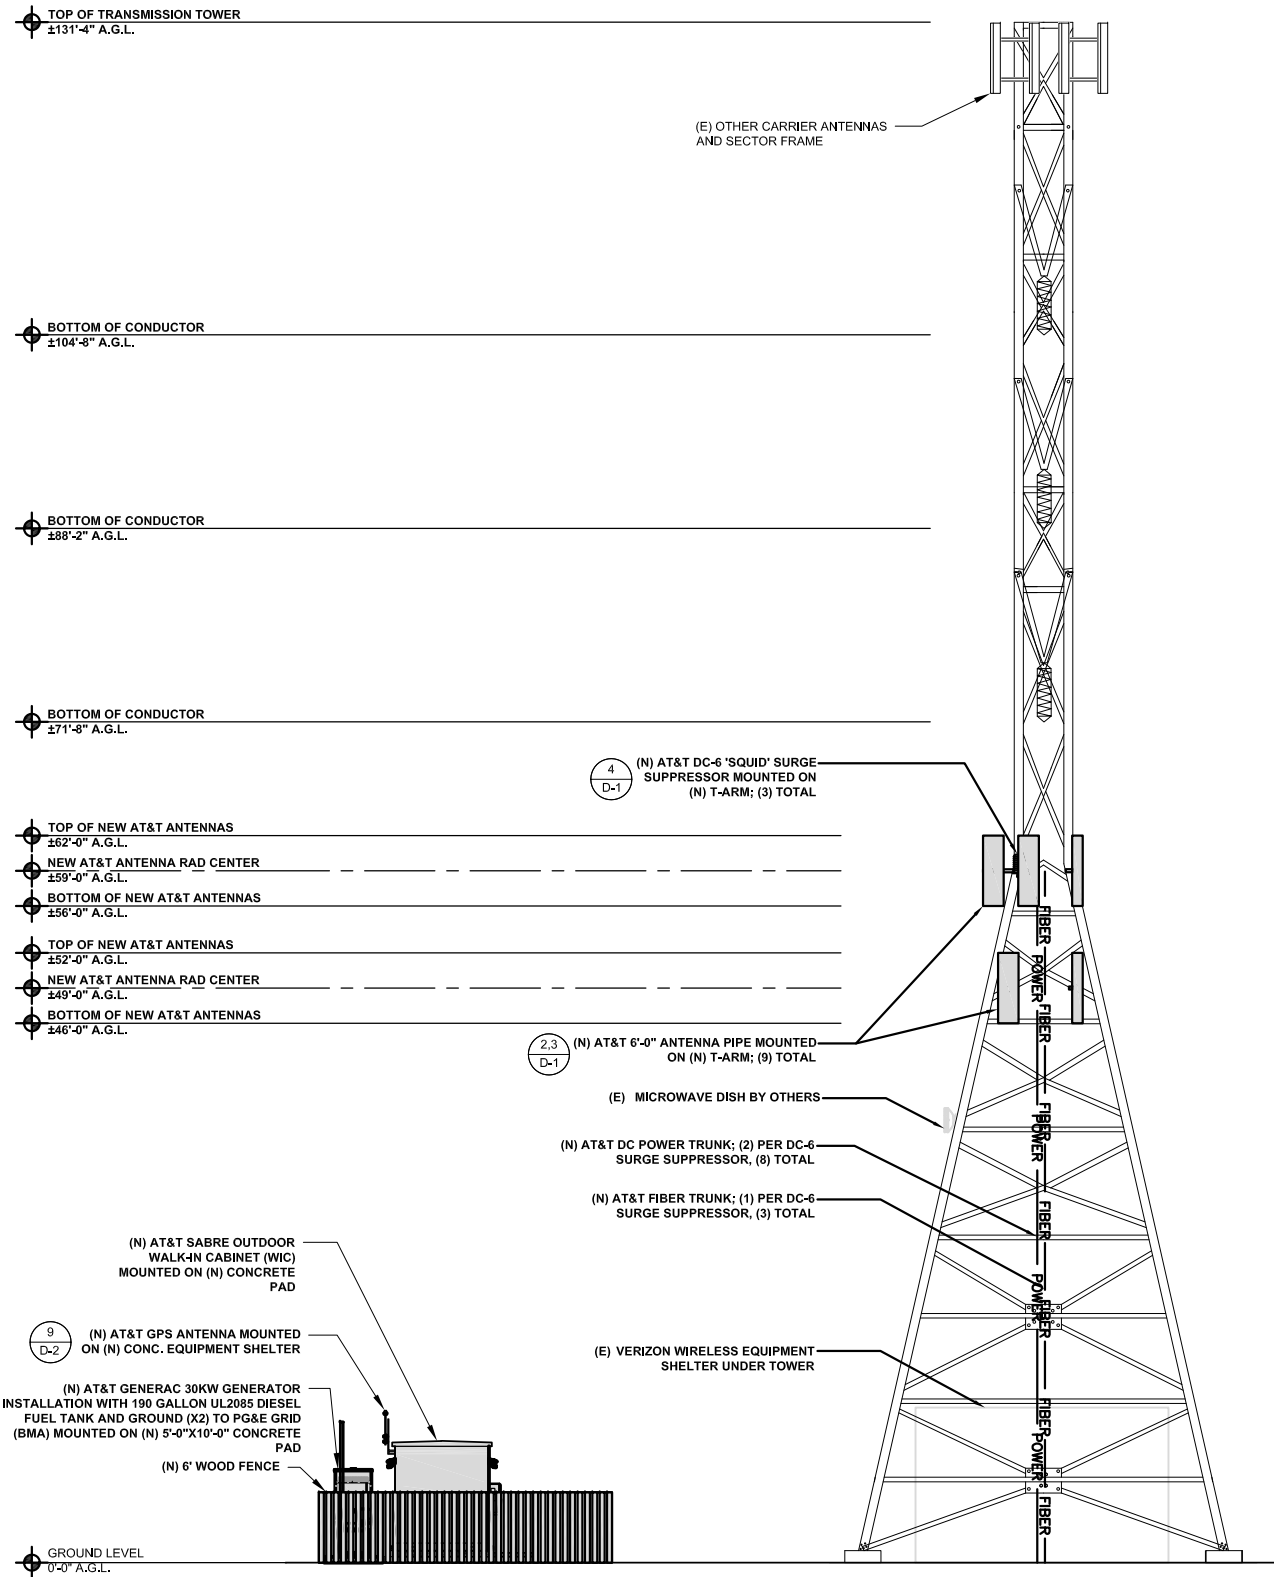 TOP OF TRANSMISSION TOWER
±131'-4" A.G.L.
(E) OTHER CARRIER ANTENNAS
AND SECTOR FRAME
BOTTOM OF CONDUCTOR
±104'-8" A.G.L.
BOTTOM OF CONDUCTOR
±88'-2" A.G.L.
BOTTOM OF CONDUCTOR
±71'-8" A.G.L.
4
D-1
(N) AT&T DC-6 'SQUID' SURGE
SUPPRESSOR MOUNTED ON
(N) T-ARM; (3) TOTAL
TOP OF NEW AT&T ANTENNAS
±62'-0" A.G.L.
NEW AT&T ANTENNA RAD CENTER
±59'-0" A.G.L.
BOTTOM OF NEW AT&T ANTENNAS
±56'-0" A.G.L.
TOP OF NEW AT&T ANTENNAS
±52'-0" A.G.L.
NEW AT&T ANTENNA RAD CENTER
±49'-0" A.G.L.
BOTTOM OF NEW AT&T ANTENNAS
±46'-0" A.G.L.
2,3
D-1
(N) AT&T 6'-0" ANTENNA PIPE MOUNTED
ON (N) T-ARM; (9) TOTAL
(E) MICROWAVE DISH BY OTHERS
(N) AT&T DC POWER TRUNK; (2) PER DC-6
SURGE SUPPRESSOR, (8) TOTAL
(N) AT&T FIBER TRUNK; (1) PER DC-6
SURGE SUPPRESSOR, (3) TOTAL
(N) AT&T SABRE OUTDOOR
WALK-IN CABINET (WIC)
MOUNTED ON (N) CONCRETE
PAD
9
D-2
(N) AT&T GPS ANTENNA MOUNTED
ON (N) CONC. EQUIPMENT SHELTER
(E) VERIZON WIRELESS EQUIPMENT
SHELTER UNDER TOWER
(N) AT&T GENERAC 30KW GENERATOR
INSTALLATION WITH 190 GALLON UL2085 DIESEL
FUEL TANK AND GROUND (X2) TO PG&E GRID
(BMA) MOUNTED ON (N) 5'-0"X10'-0" CONCRETE
PAD
(N) 6' WOOD FENCE
GROUND LEVEL
0'-0" A.G.L.
FIBER
POWER
FIBER
FIBER
POWER
FIBER
POWER
FIBER
FIBER
POWER
FIBER